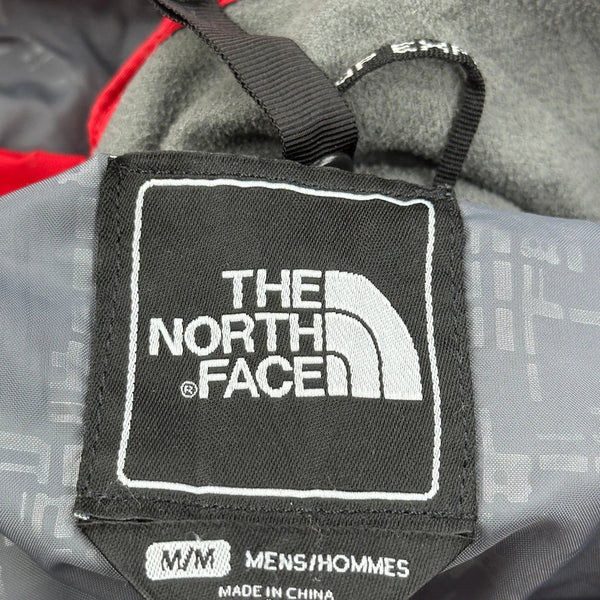 THE
NORTH
®FACE
M/M MENS/HOMMES
MADE IN CHINA